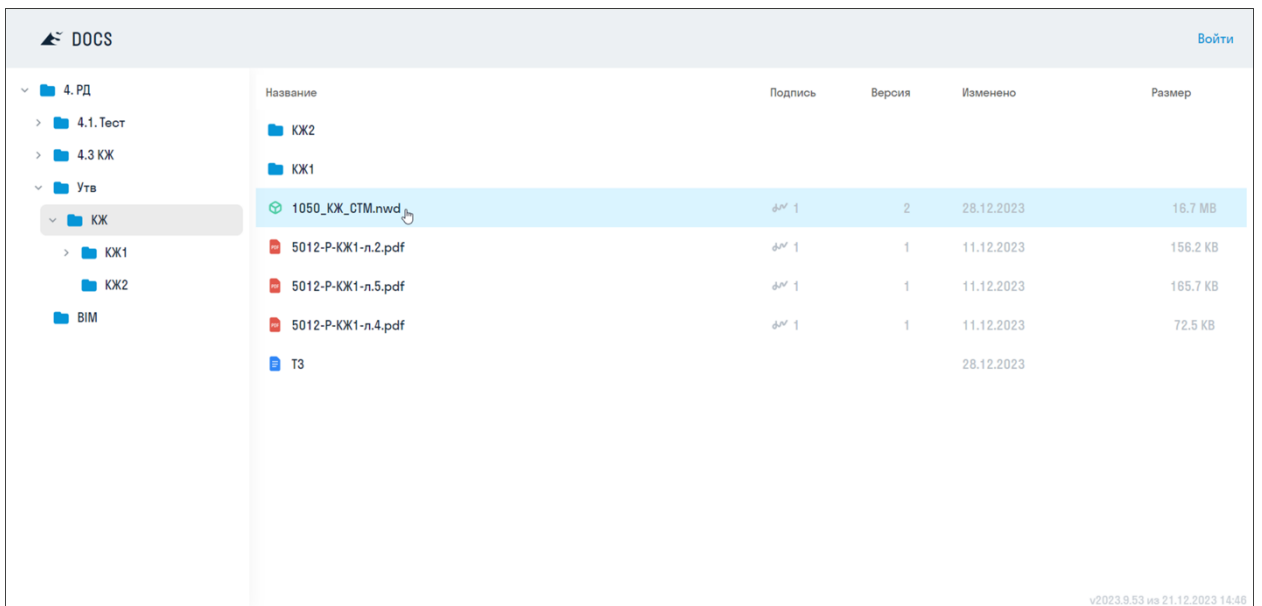 DOCS
Войти
4. РД
4.1. Тест
4.3 КЖ
Утв
КЖ
КЖ1
КЖ2
BIM
Название Подпись Версия Изменено Размер
КЖ2
КЖ1
1050_КЖ_СТМ.nwd 1 2 28.12.2023 16.7 MB
PDF 5012-Р-КЖ1-л.2.pdf 1 1 11.12.2023 156.2 KB
PDF 5012-Р-КЖ1-л.5.pdf 1 1 11.12.2023 165.7 KB
PDF 5012-Р-КЖ1-л.4.pdf 1 1 11.12.2023 72.5 KB
ТЗ 28.12.2023
v2023.9.53 из 21.12.2023 14:46